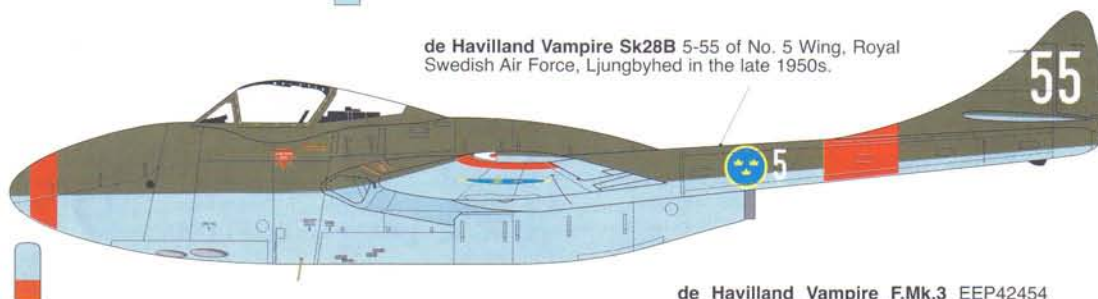 de Havilland Vampire Sk28B 5-55 of No. 5 Wing, Royal
Swedish Air Force, Ljungbyhed in the late 1950s.
55
5
de Havilland Vampire F.Mk.3 EEP42454